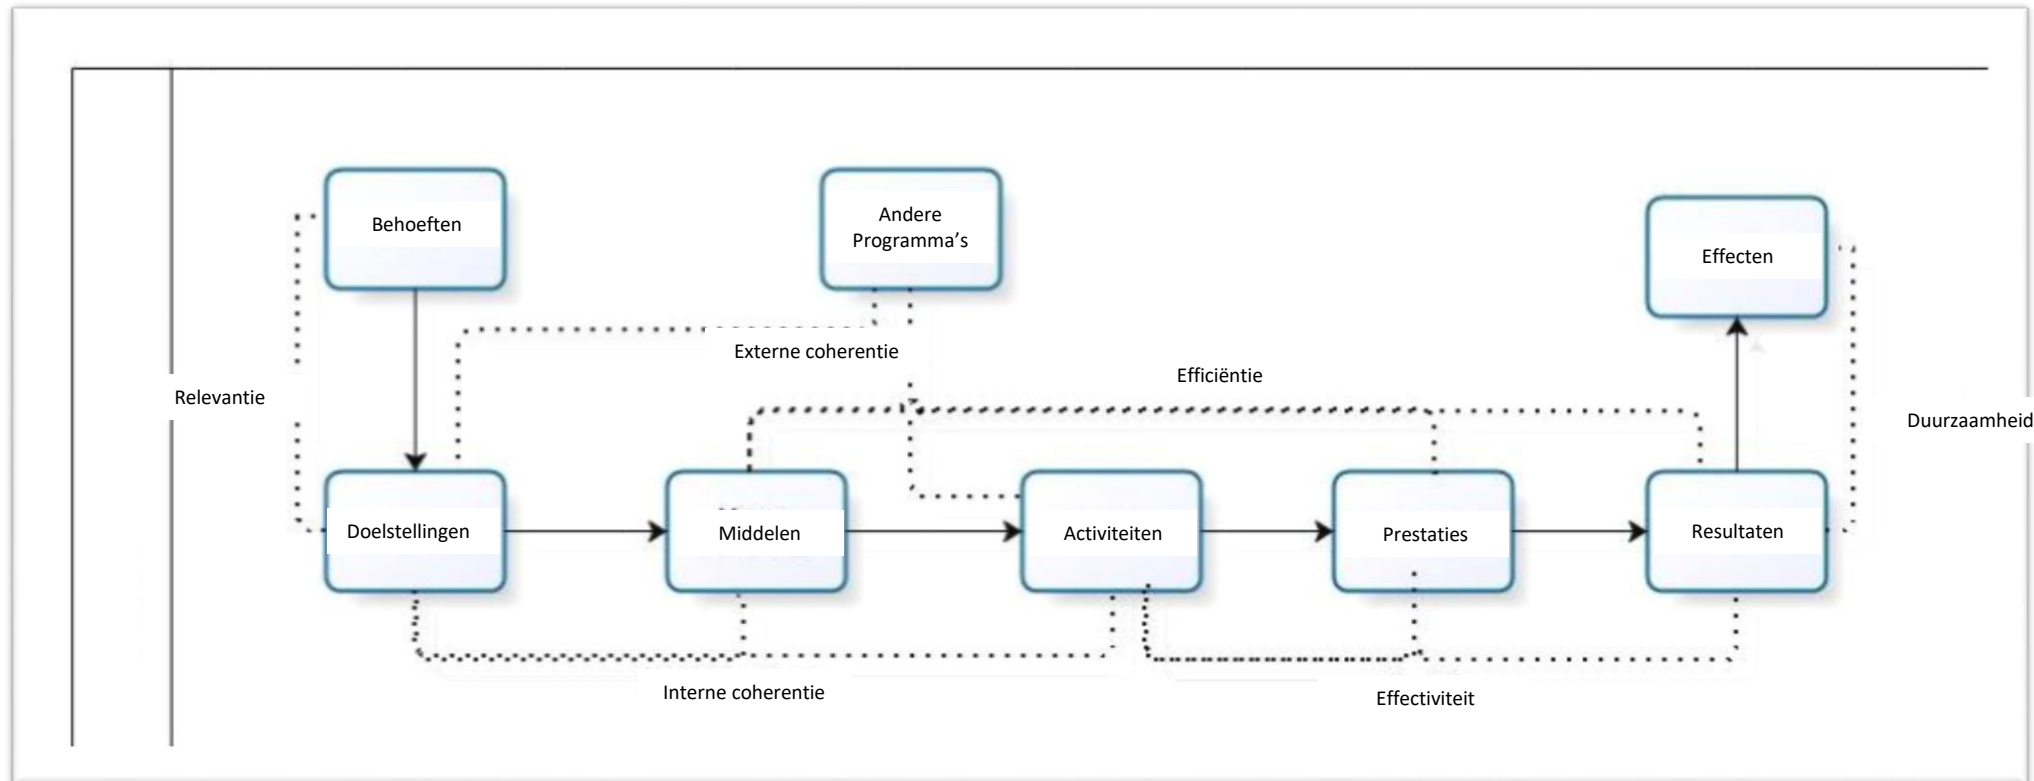 Behoeften
Andere
Programma's
Effecten
Externe coherentie
Efficiëntie
Relevantie
Duurzaamheid
Doelstellingen
Middelen
Activiteiten
Prestaties
Resultaten
Interne coherentie
Effectiviteit